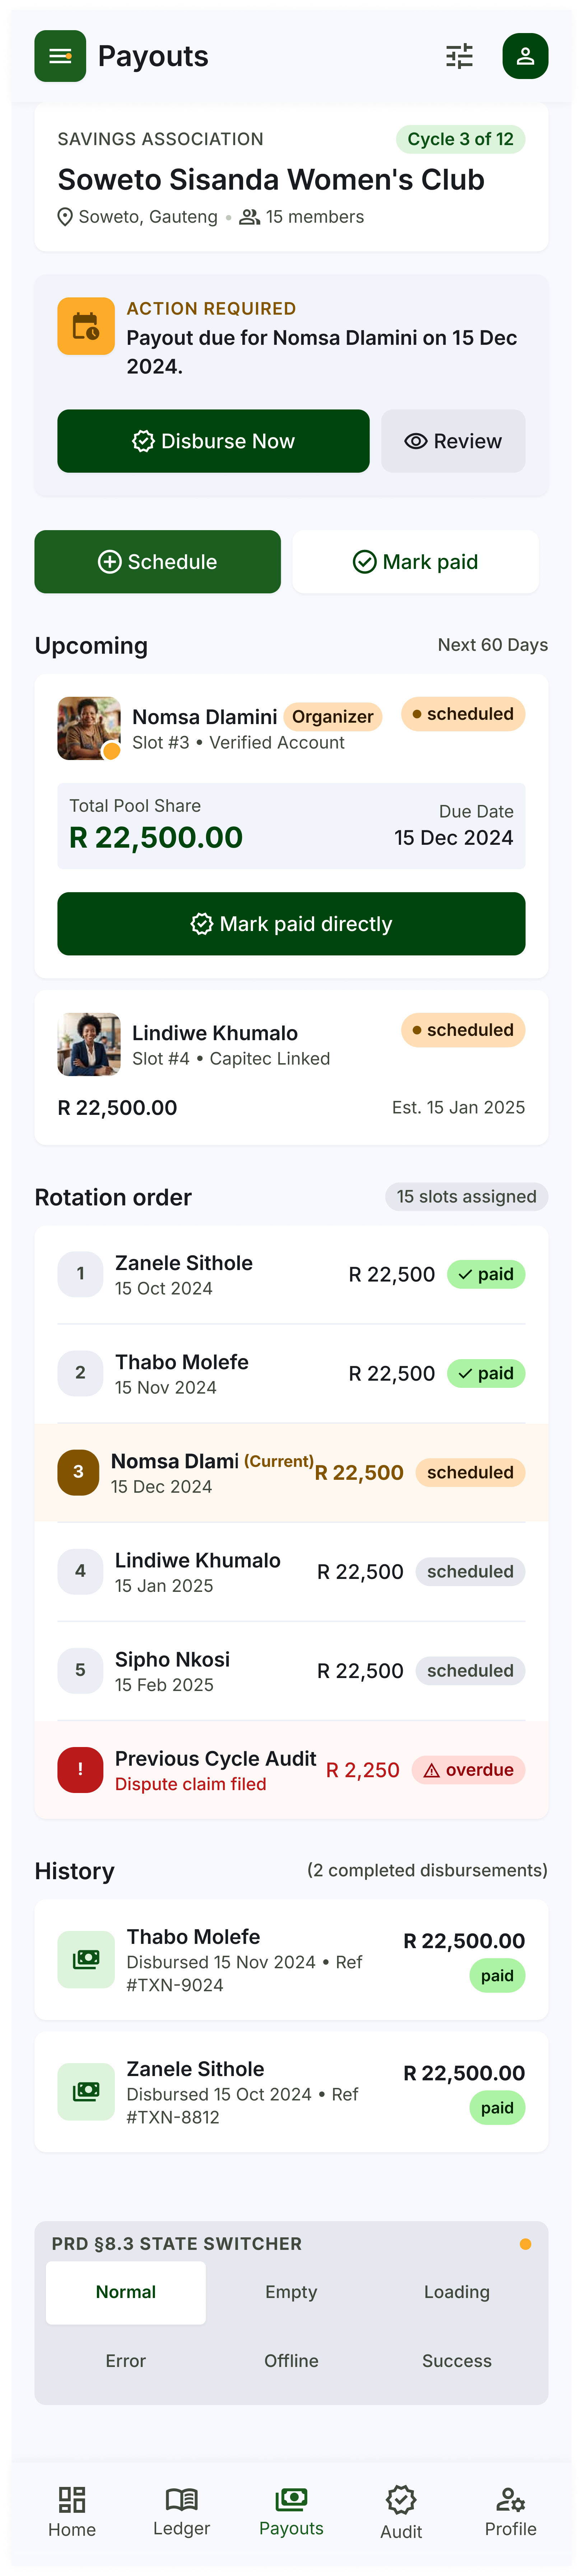 Payouts
SAVINGS ASSOCIATION
Cycle 3 of 12
Soweto Sisanda Women's Club
Soweto, Gauteng • 15 members
ACTION REQUIRED
Payout due for Nomsa Dlamini on 15 Dec
2024.
Disburse Now
Review
Schedule
Mark paid
Upcoming
Next 60 Days
Nomsa Dlamini Organizer
• scheduled
Slot #3 • Verified Account
Total Pool Share
R 22,500.00
Due Date
15 Dec 2024
Mark paid directly
Lindiwe Khumalo
• scheduled
Slot #4 • Capitec Linked
R 22,500.00
Est. 15 Jan 2025
Rotation order
15 slots assigned
1
Zanele Sithole
15 Oct 2024
R 22,500
paid
2
Thabo Molefe
15 Nov 2024
R 22,500
paid
3
Nomsa Dlami (Current)
15 Dec 2024
R 22,500
scheduled
4
Lindiwe Khumalo
15 Jan 2025
R 22,500
scheduled
5
Sipho Nkosi
15 Feb 2025
R 22,500
scheduled
!
Previous Cycle Audit
Dispute claim filed
R 2,250
overdue
History
(2 completed disbursements)
Thabo Molefe
Disbursed 15 Nov 2024 • Ref
#TXN-9024
R 22,500.00
paid
Zanele Sithole
Disbursed 15 Oct 2024 • Ref
#TXN-8812
R 22,500.00
paid
PRD §8.3 STATE SWITCHER
Normal
Empty
Loading
Error
Offline
Success
Home
Ledger
Payouts
Audit
Profile